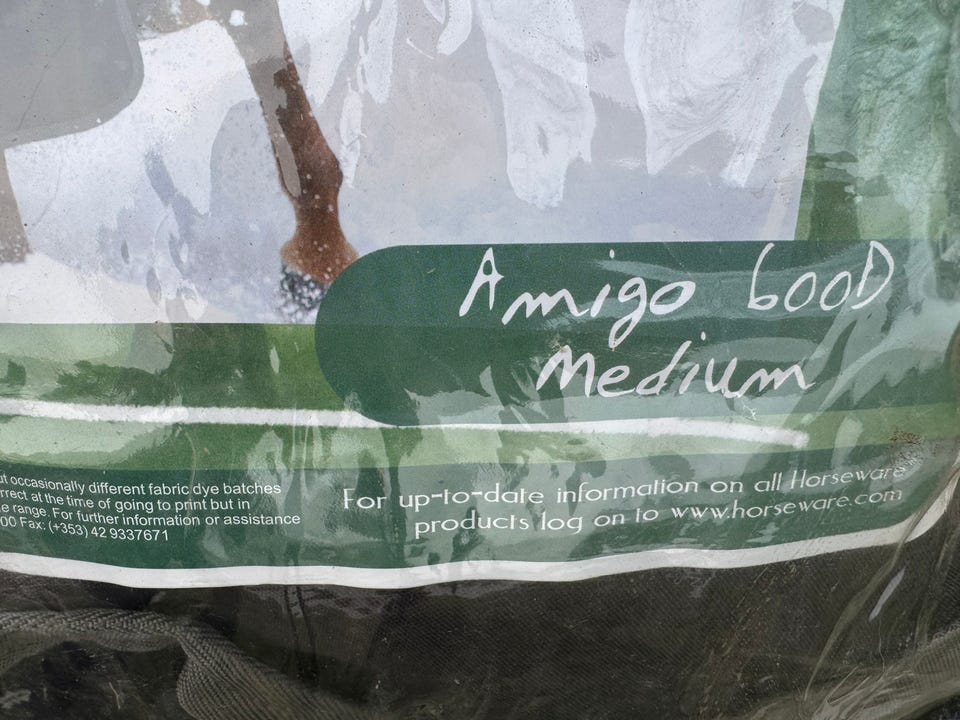 Amigo 600D
Medium
For up-to-date information on all Horseware
products log on to www.horseware.com
occasionally different fabric dye batches
rrect at the time of going to print but in
e range. For further information or assistance
00 Fax: (+353) 42 9337671